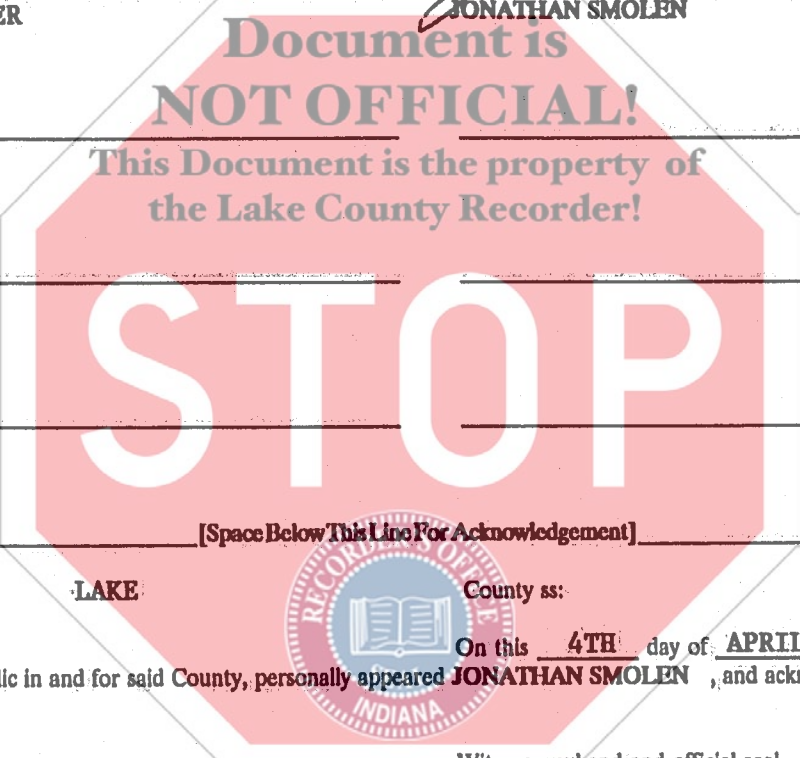 ER JONATHAN SMOLEN
Document is
NOT OFFICIAL!
This Document is the property of
the Lake County Recorder!
STOP
[Space Below This Line For Acknowledgement]
RECORDER'S OFFICE
LAKE County ss:
On this 4TH day of APRIL
lic in and for said County, personally appeared JONATHAN SMOLEN , and ack
INDIANA